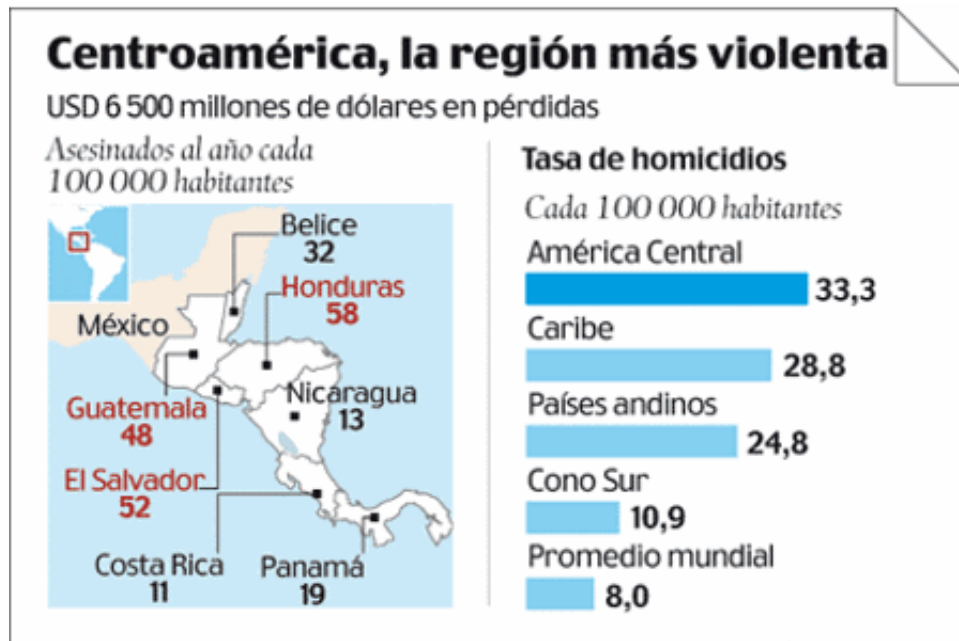 Centroamérica, la región más violenta
USD 6 500 millones de dólares en pérdidas
Asesinados al año cada
100 000 habitantes
Belice
32
Honduras
58
México
Nicaragua
13
Guatemala
48
El Salvador
52
Costa Rica
11
Panamá
19
Tasa de homicidios
Cada 100 000 habitantes
América Central
33,3
Caribe
28,8
Países andinos
24,8
Cono Sur
10,9
Promedio mundial
8,0